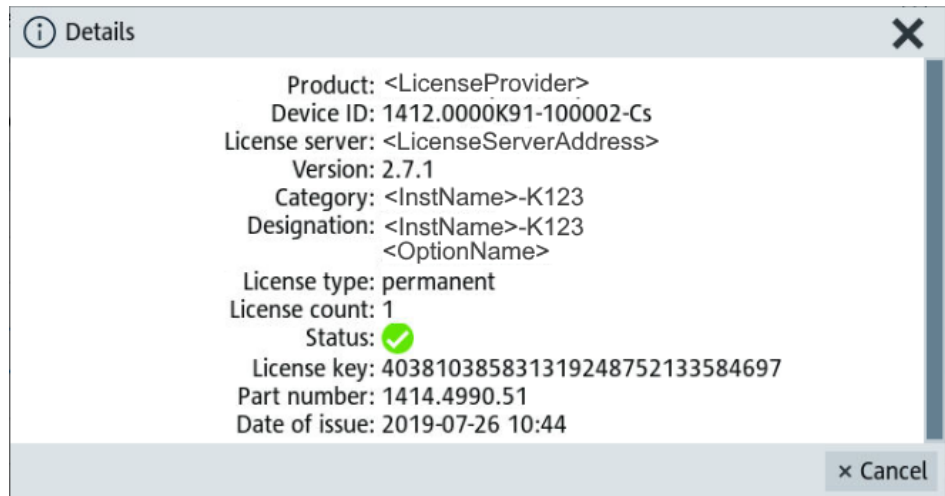 Details
Product: <LicenseProvider>
Device ID: 1412.0000K91-100002-Cs
License server: <LicenseServerAddress>
Version: 2.7.1
Category: <InstName>-K123
Designation: <InstName>-K123
<OptionName>
License type: permanent
License count: 1
Status:
License key: 403810385831319248752133584697
Part number: 1414.4990.51
Date of issue: 2019-07-26 10:44
× Cancel